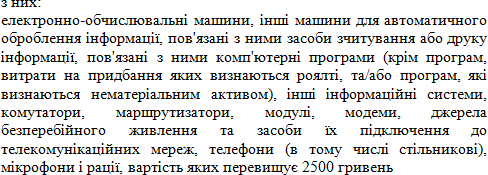 з них:
електронно-обчислювальні машини, інші машини для автоматичного
оброблення інформації, пов'язані з ними засоби зчитування або друку
інформації, пов'язані з ними комп'ютерні програми (крім програм,
витрати на придбання яких визнаються роялті, та/або програм, які
визнаються нематеріальним активом), інші інформаційні системи,
комутатори, маршрутизатори, модулі, модеми, джерела
безперебійного живлення та засоби їх підключення до
телекомунікаційних мереж, телефони (в тому числі стільникові),
мікрофони і рації, вартість яких перевищує 2500 гривень